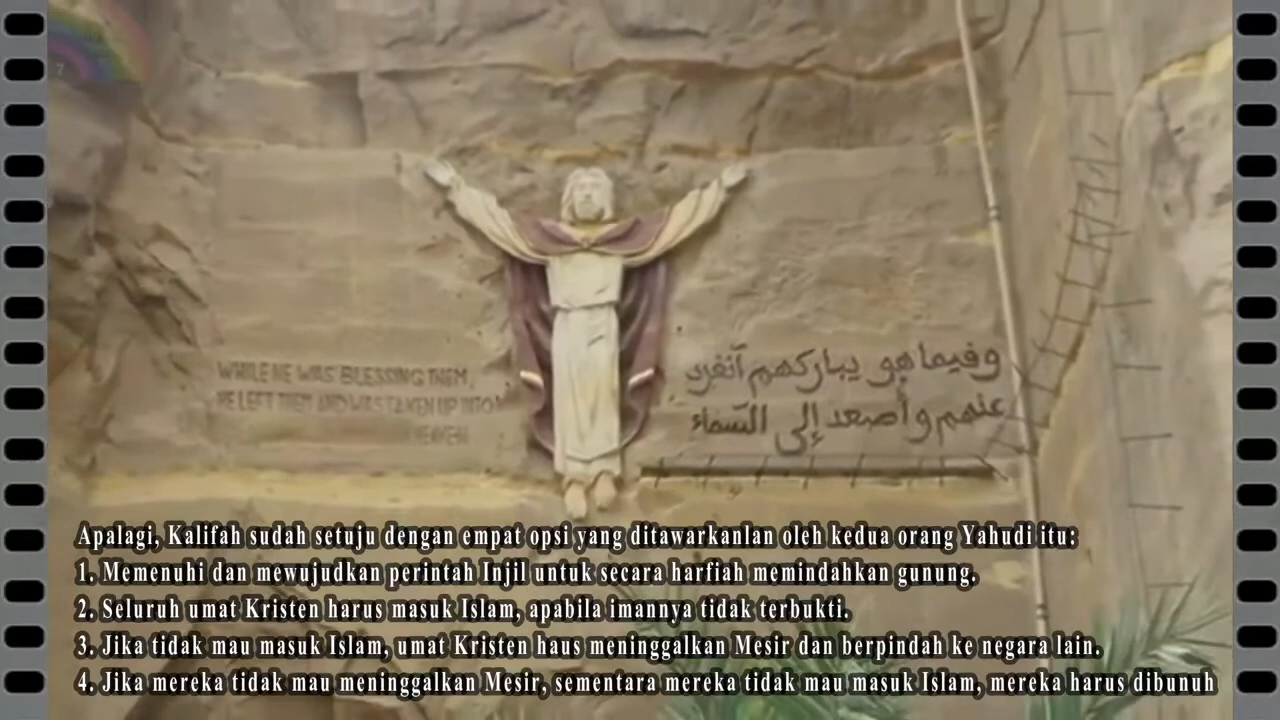 WHILE HE WAS BLESSING THEM,
HE LEFT THEM AND WAS TAKEN UP INTO
HEAVEN
وفيما هو يباركهم آنفرد
عنهم وأصعد إلى السّماء
Apalagi, Kalifah sudah setuju dengan empat opsi yang ditawarkanlan oleh kedua orang Yahudi itu:
1. Memenuhi dan mewujudkan perintah Injil untuk secara harfiah memindahkan gunung.
2. Seluruh umat Kristen harus masuk Islam, apabila imannya tidak terbukti.
3. Jika tidak mau masuk Islam, umat Kristen haus meninggalkan Mesir dan berpindah ke negara lain.
4. Jika mereka tidak mau meninggalkan Mesir, sementara mereka tidak mau masuk Islam, mereka harus dibunuh